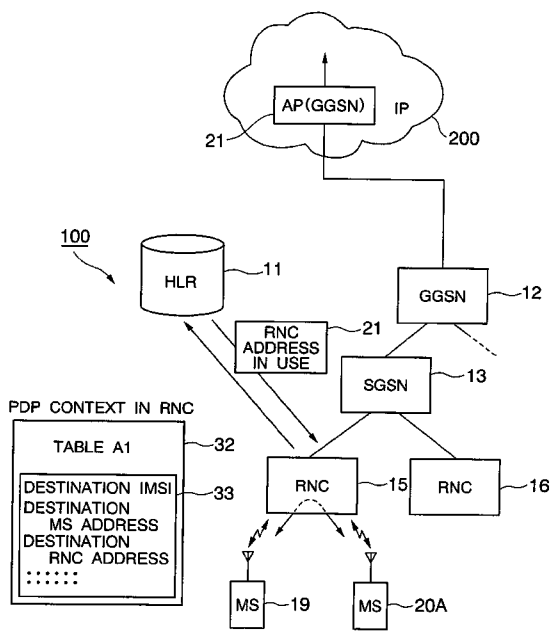 AP(GGSN)
IP
21
200
100
HLR
11
GGSN
12
RNC
ADDRESS
IN USE
21
SGSN
13
PDP CONTEXT IN RNC
TABLE A1
32
DESTINATION IMSI
33
DESTINATION
MS ADDRESS
DESTINATION
RNC ADDRESS
RNC
15
RNC
16
MS
19
MS
20A